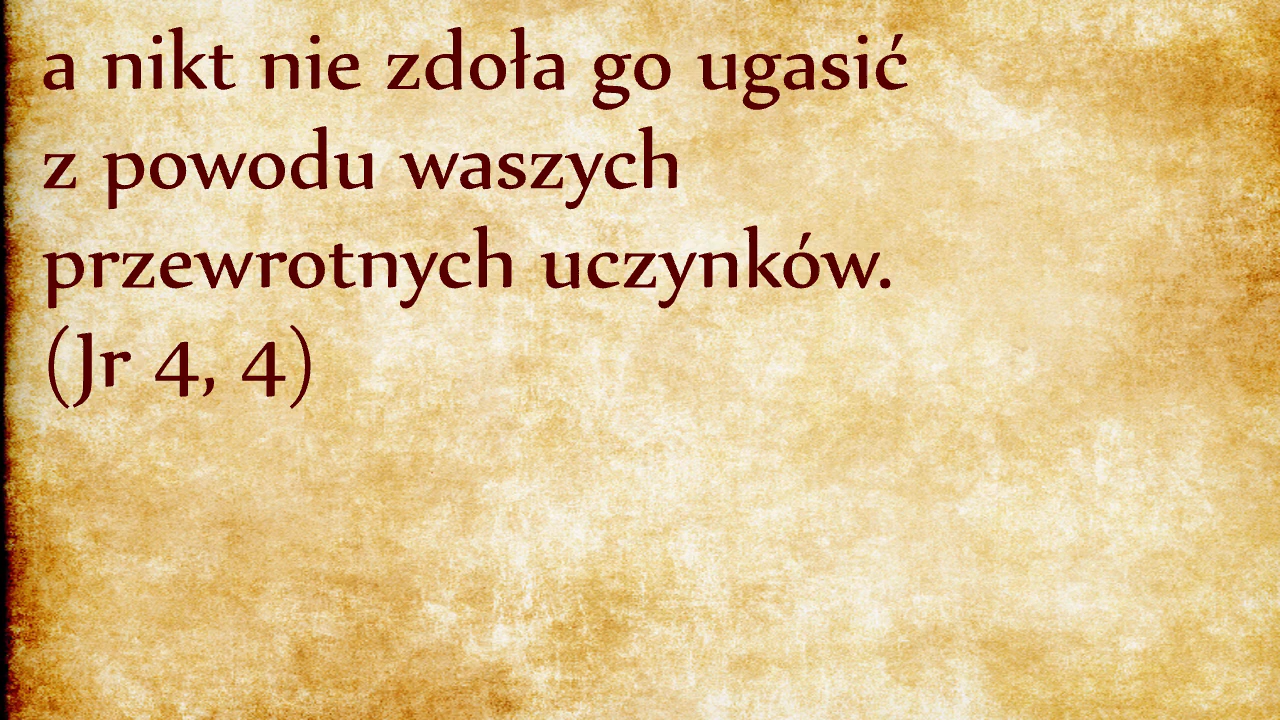 a nikt nie zdoła go ugasić
z powodu waszych
przewrotnych uczynków.
(Jr 4, 4)